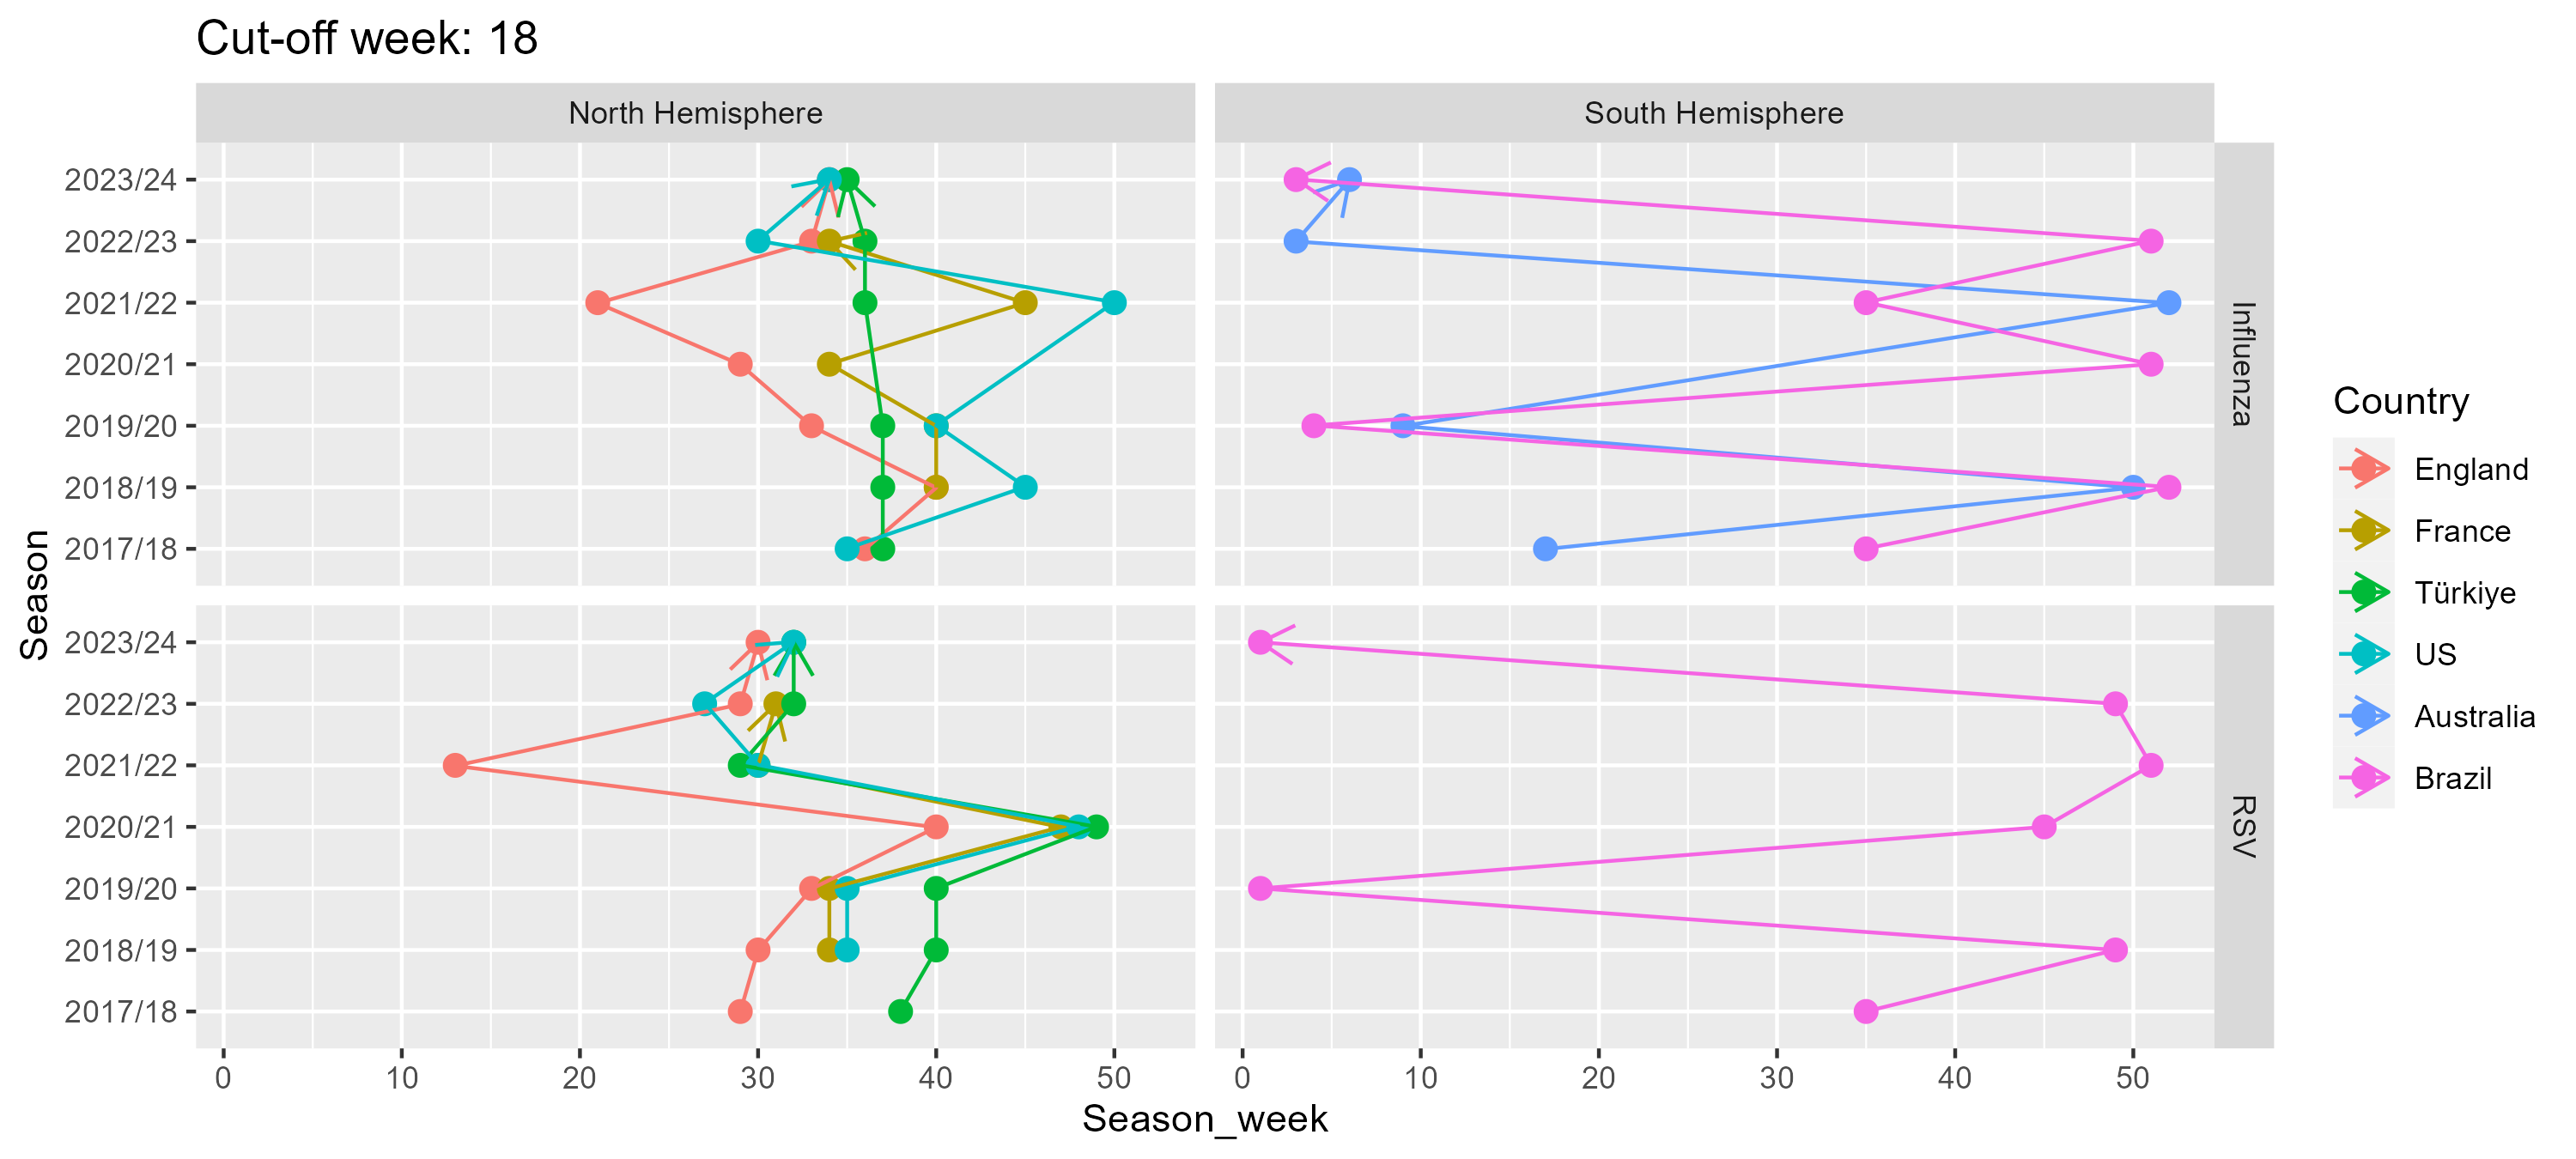 Cut-off week: 18
North Hemisphere
South Hemisphere
2023/24
2022/23
2021/22
2020/21
2019/20
2018/19
2017/18
Influenza
2023/24
2022/23
2021/22
2020/21
2019/20
2018/19
2017/18
RSV
Season
0 10 20 30 40 50
0 10 20 30 40 50
Season_week
Country
England
France
Türkiye
US
Australia
Brazil